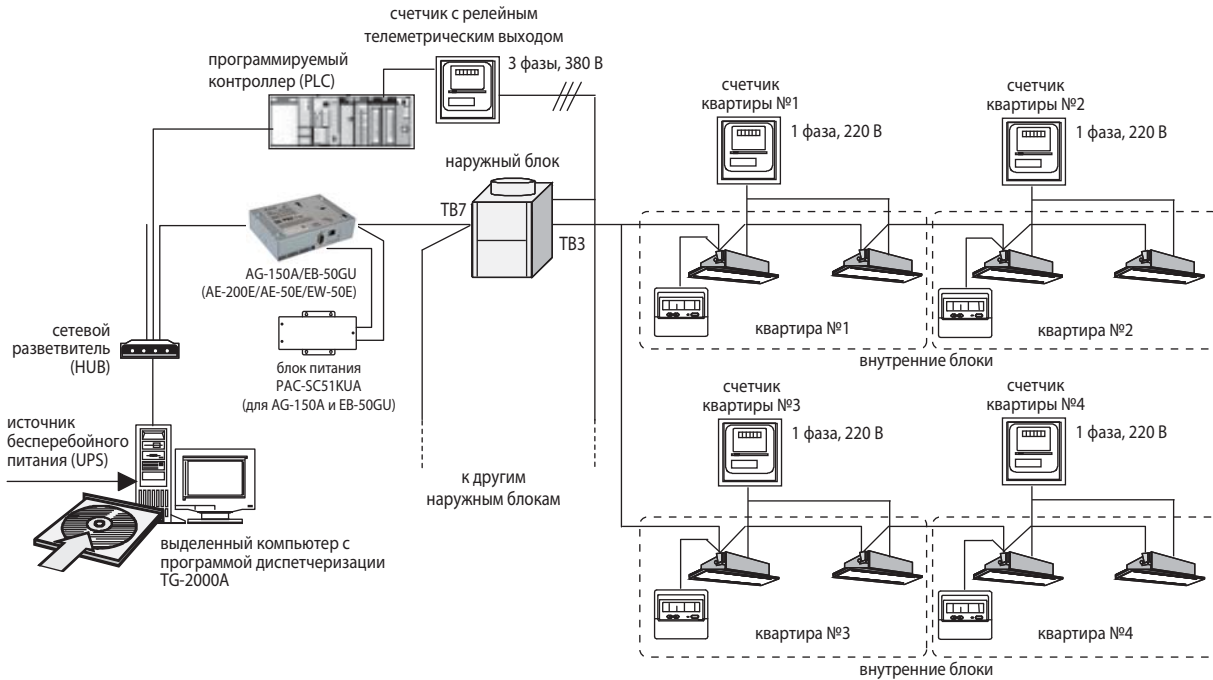 счетчик с релейным
телеметрическим выходом
3 фазы, 380 В
программируемый
контроллер (PLC)
наружный блок
TB7
TB3
AG-150A/EB-50GU
(AE-200E/AE-50E/EW-50E)
сетевой
разветвитель
(HUB)
блок питания
PAC-SC51KUA
(для AG-150A и EB-50GU)
источник
бесперебойного
питания (UPS)
к другим
наружным блокам
выделенный компьютер с
программой диспетчеризации
TG-2000A
счетчик
квартиры №1
1 фаза, 220 В
счетчик
квартиры №2
1 фаза, 220 В
квартира №1
квартира №2
внутренние блоки
счетчик
квартиры №3
1 фаза, 220 В
счетчик
квартиры №4
1 фаза, 220 В
квартира №3
квартира №4
внутренние блоки